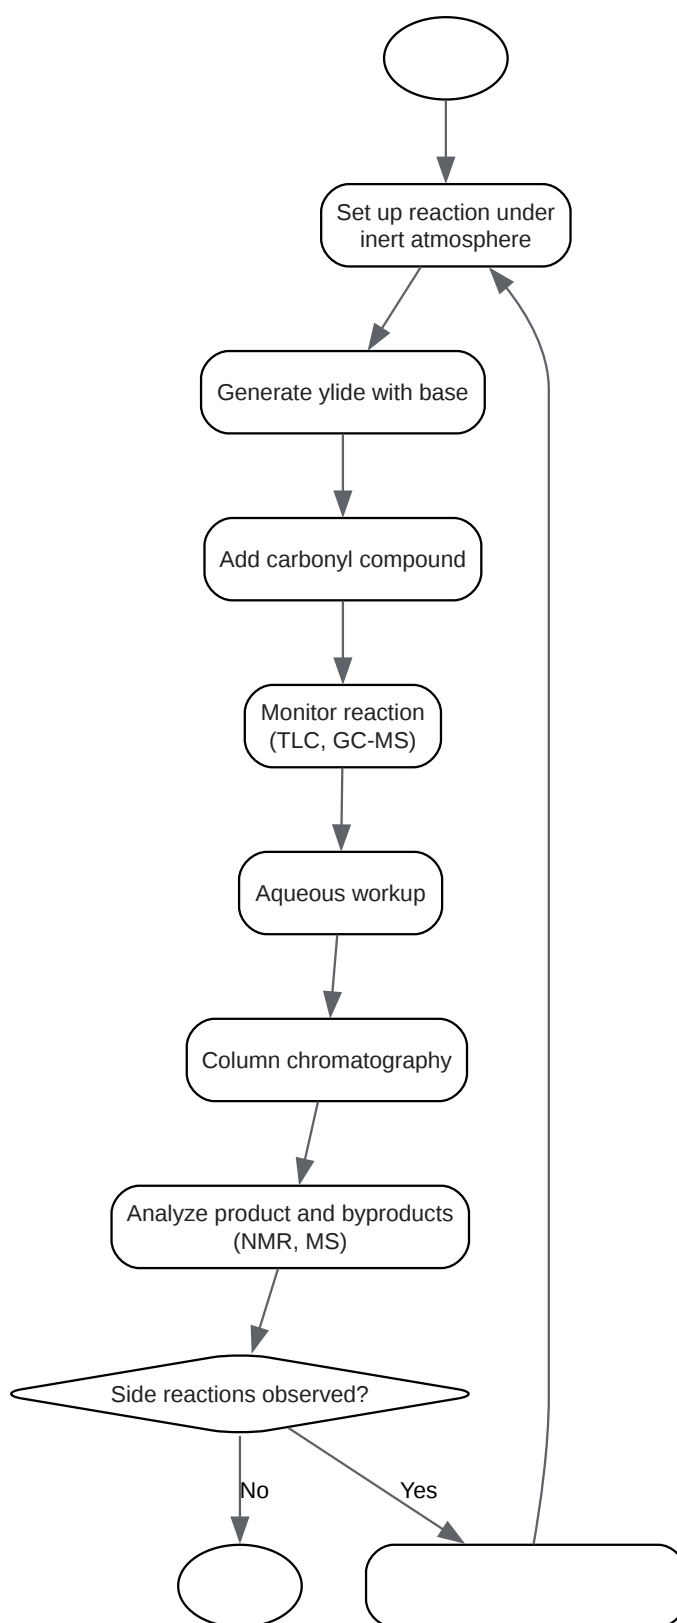 Set up reaction under
inert atmosphere
Generate ylide with base
Add carbonyl compound
Monitor reaction
(TLC, GC-MS)
Aqueous workup
Column chromatography
Analyze product and byproducts
(NMR, MS)
Side reactions observed?
No
Yes